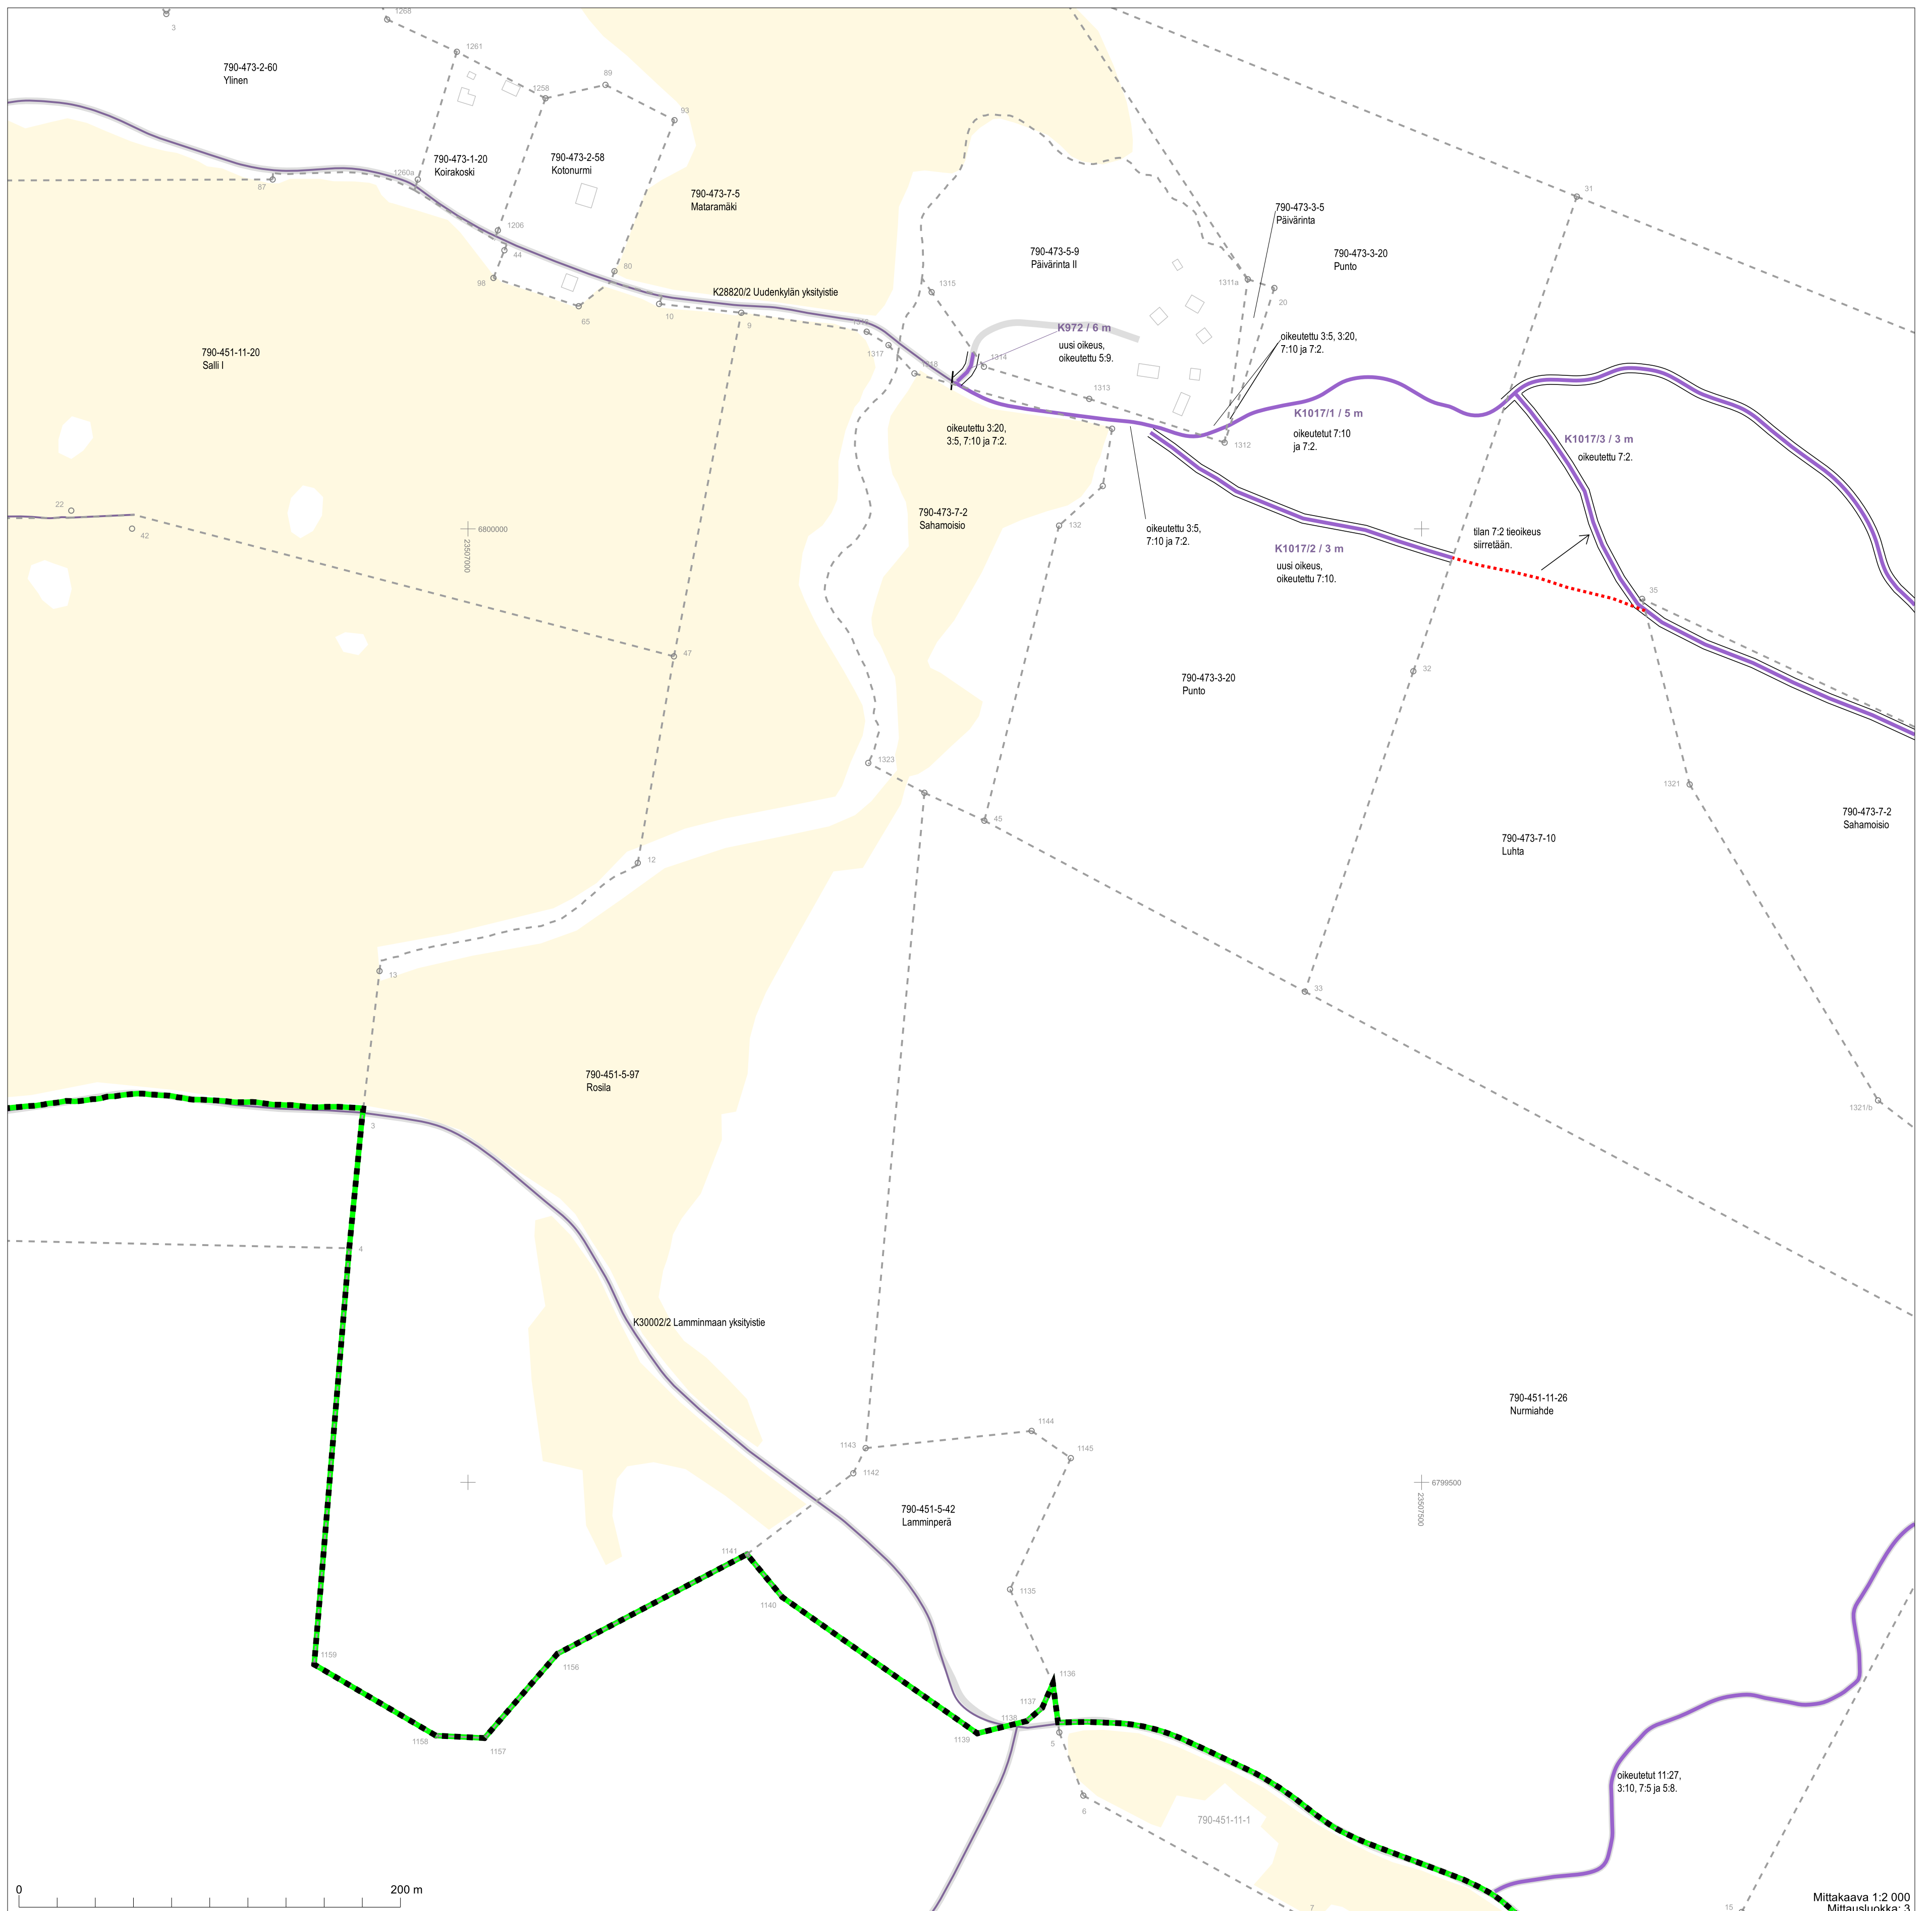 3
1268
1261
790-473-2-60
Ylinen
89
1258
93
790-473-1-20
Koirakoski
790-473-2-58
Kotonurmi
1260a
87
790-473-7-5
Mataramäki
31
790-473-3-5
Päivärinta
1206
44
790-473-5-9
Päivärinta II
790-473-3-20
Punto
80
98
1311a
20
K28820/2 Uudenkylän yksityistie
1315
10
9
65
K972 / 6 m
uusi oikeus,
oikeutettu 5:9.
oikeutettu 3:5, 3:20,
7:10 ja 7:2.
790-451-11-20
Salli I
1317
1318
1314
1313
K1017/1 / 5 m
oikeutetut 7:10
ja 7:2.
oikeutettu 3:20,
3:5, 7:10 ja 7:2.
1312
K1017/3 / 3 m
oikeutettu 7:2.
22
42
790-473-7-2
Sahamoisio
132
6800000
23507000
oikeutettu 3:5,
7:10 ja 7:2.
tilan 7:2 tieoikeus
siirretään.
K1017/2 / 3 m
uusi oikeus,
oikeutettu 7:10.
35
47
32
790-473-3-20
Punto
1323
1321
45
790-473-7-2
Sahamoisio
790-473-7-10
Luhta
12
13
33
790-451-5-97
Rosila
1321/b
3
4
K30002/2 Lamminmaan yksityistie
790-451-11-26
Nurmiahde
1144
1143
1145
1142
6799500
23507500
790-451-5-42
Lamminperä
1141
1135
1140
1159
1156
1136
1137
1138
1139
5
1158
1157
oikeutetut 11:27,
3:10, 7:5 ja 5:8.
6
790-451-11-1
0
200 m
7
15
Mittakaava 1:2 000
Mittausluokka: 3